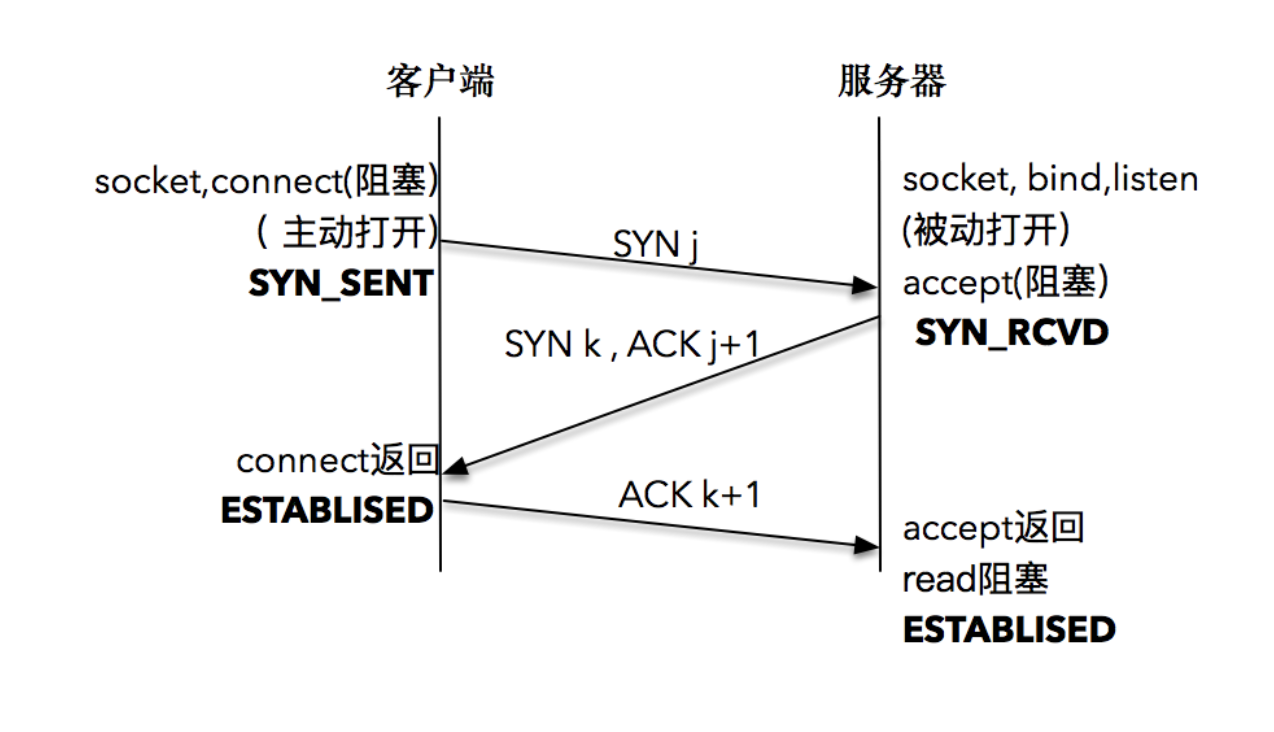 客户端
服务器
socket,connect(阻塞)
( 主动打开)
SYN_SENT
socket, bind,listen
(被动打开)
accept(阻塞)
SYN_RCVD
SYN j
SYN k , ACK j+1
connect返回
ESTABLISED
ACK k+1
accept返回
read阻塞
ESTABLISED